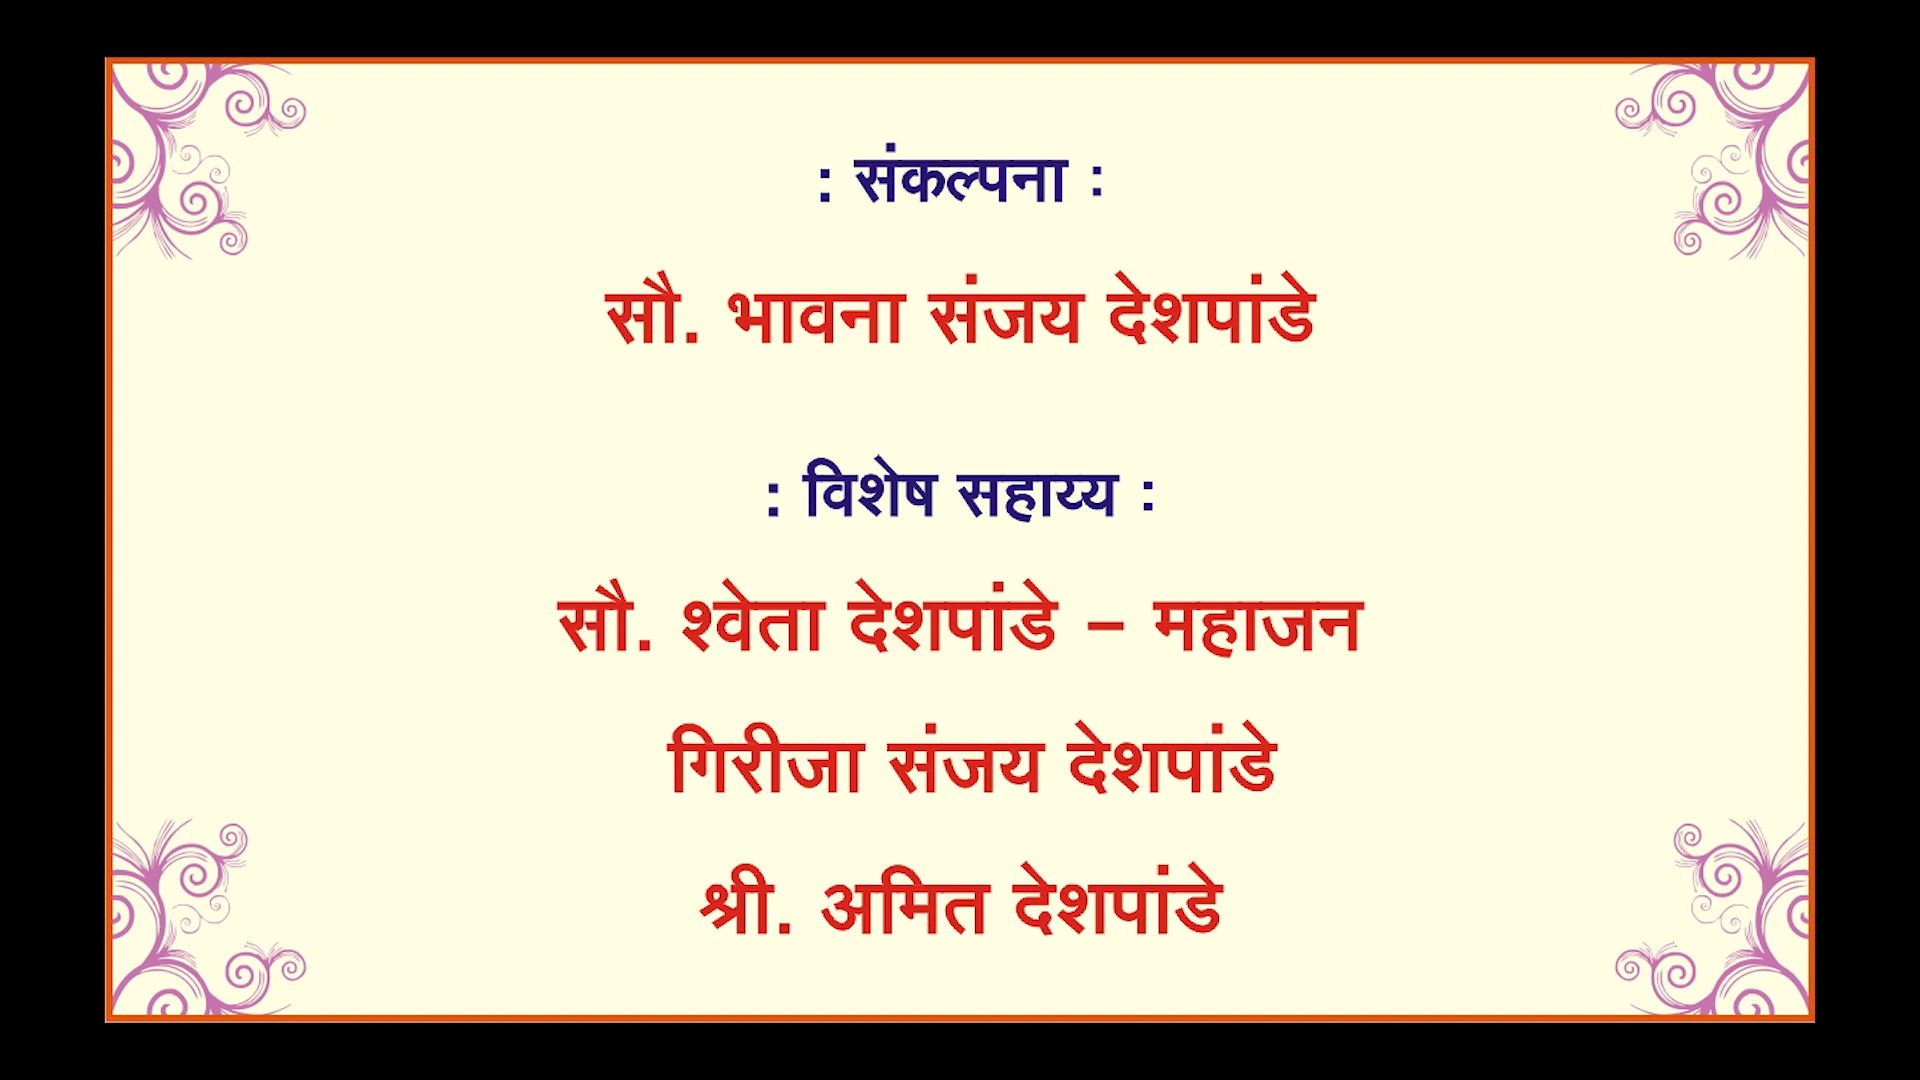 : संकल्पना :
सौ. भावना संजय देशपांडे
: विशेष सहाय्य :
सौ. श्वेता देशपांडे – महाजन
गिरीजा संजय देशपांडे
श्री. अमित देशपांडे